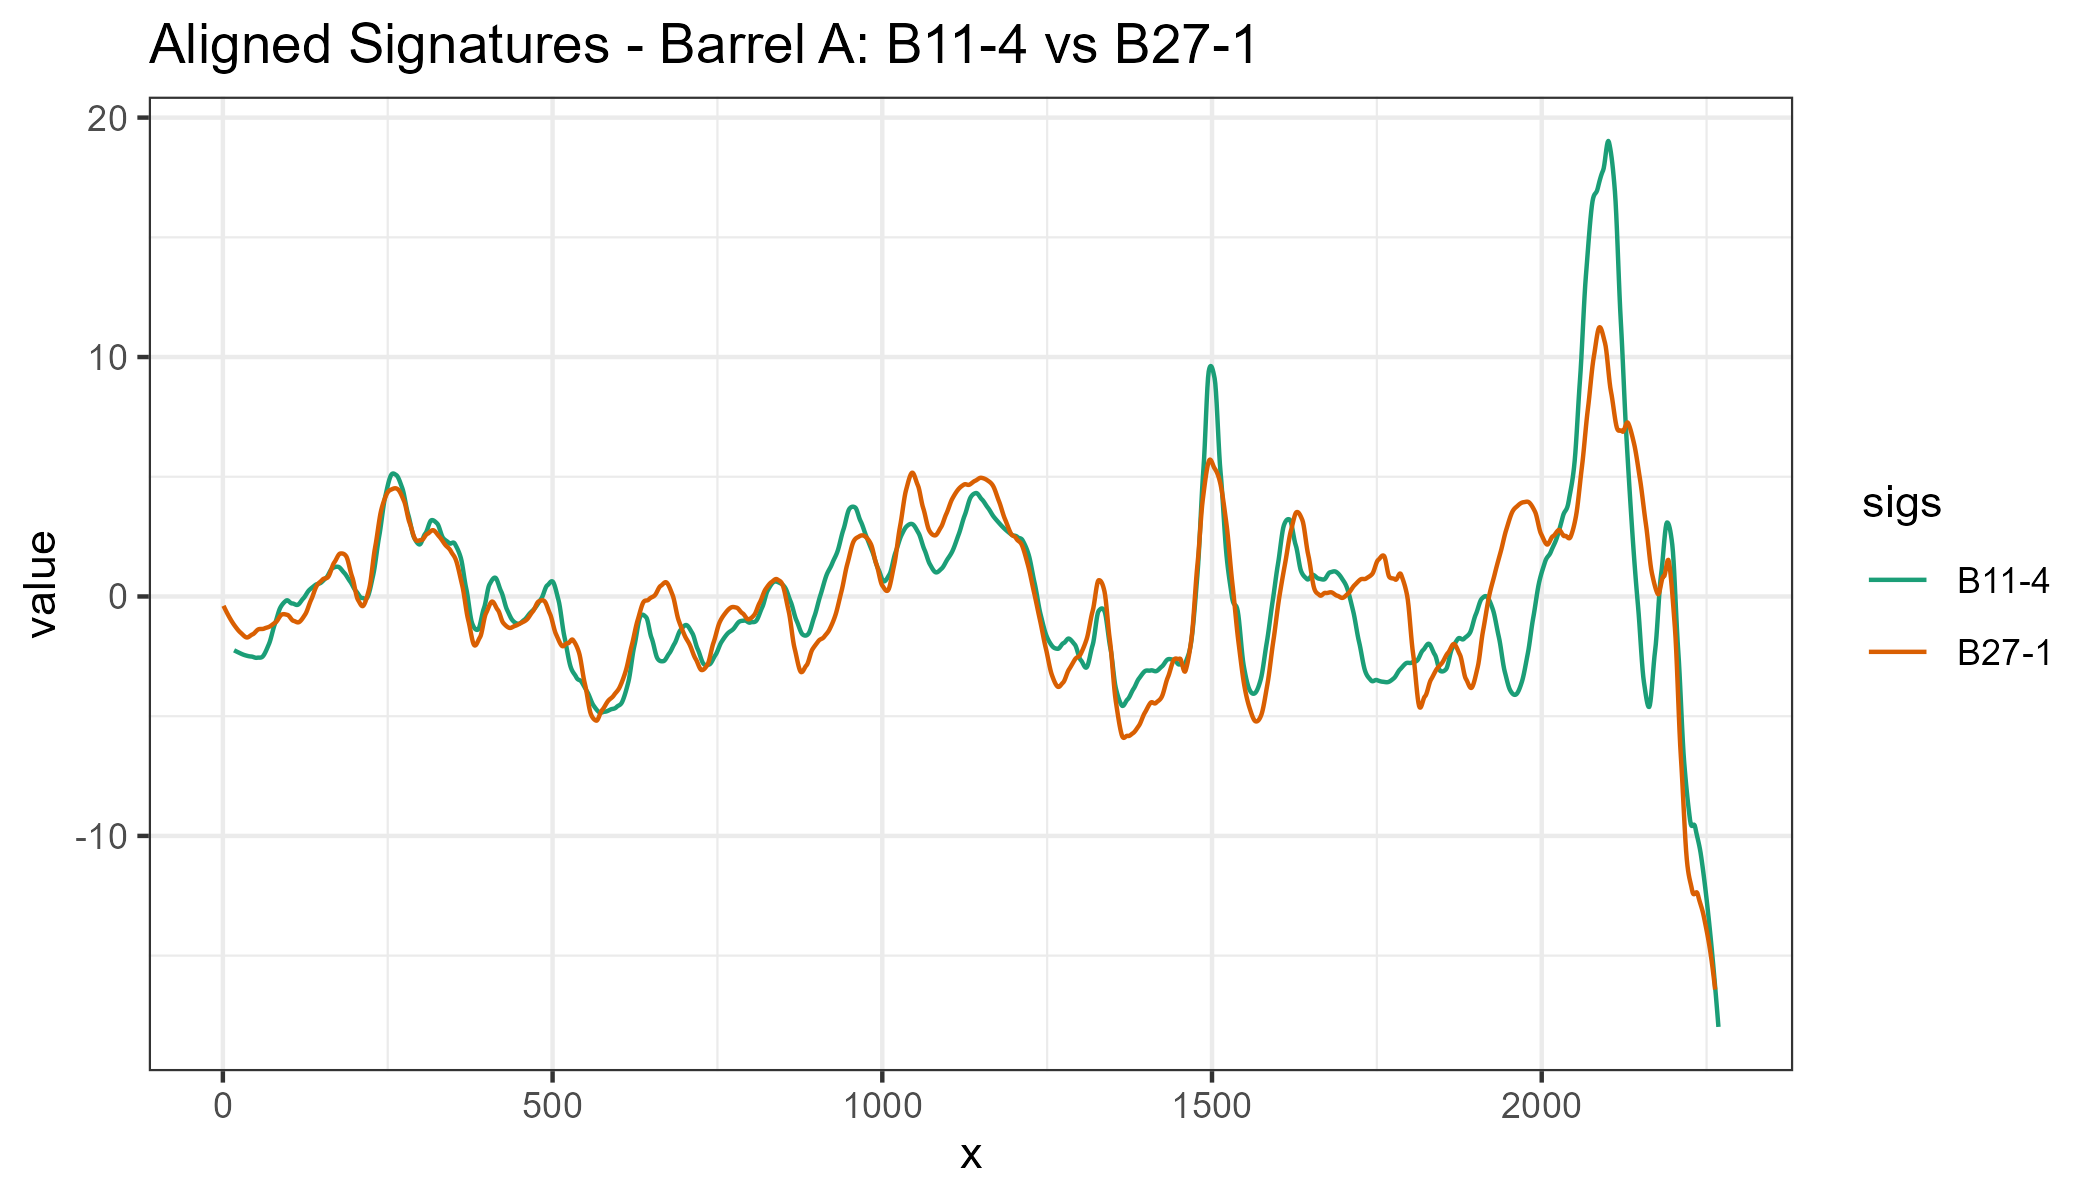 Aligned Signatures - Barrel A: B11-4 vs B27-1
20
10
0
-10
value
0 500 1000 1500 2000
x
sigs
B11-4
B27-1